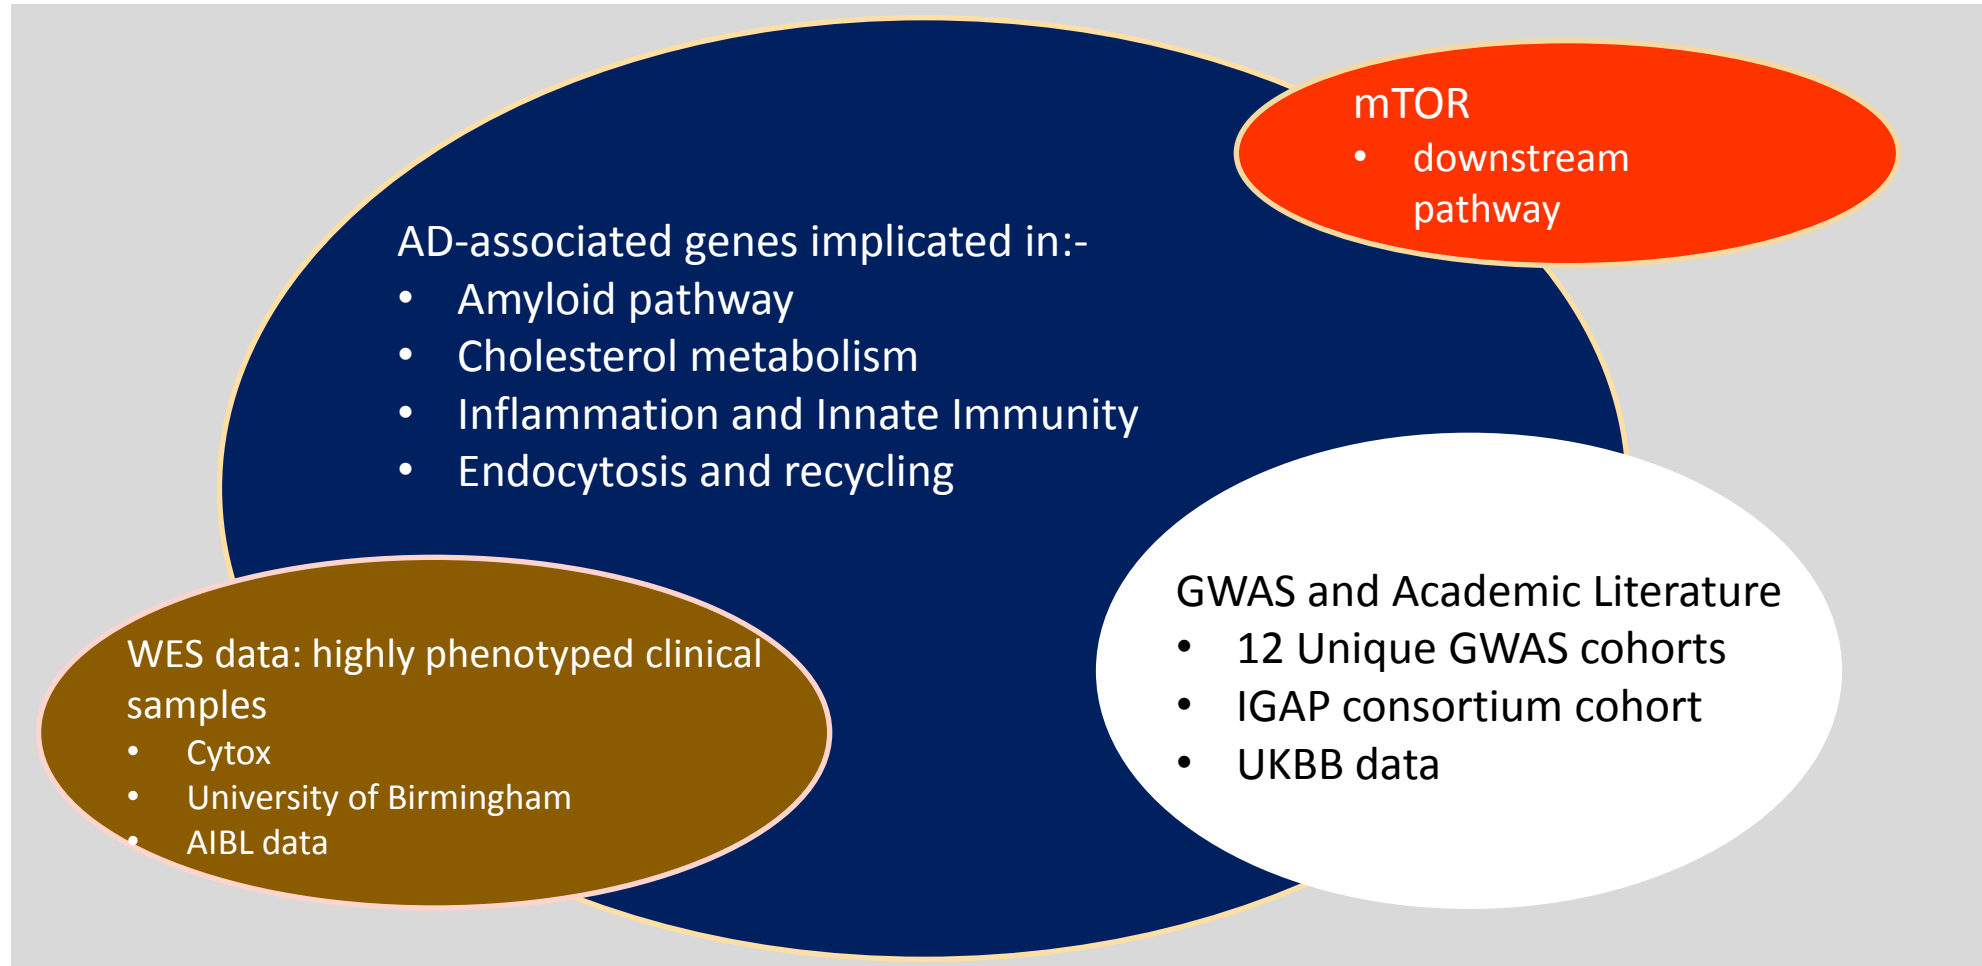 mTOR
• downstream
pathway
AD-associated genes implicated in:-
• Amyloid pathway
• Cholesterol metabolism
• Inflammation and Innate Immunity
• Endocytosis and recycling
GWAS and Academic Literature
• 12 Unique GWAS cohorts
• IGAP consortium cohort
• UKBB data
WES data: highly phenotyped clinical
samples
• Cytox
• University of Birmingham
• AIBL data